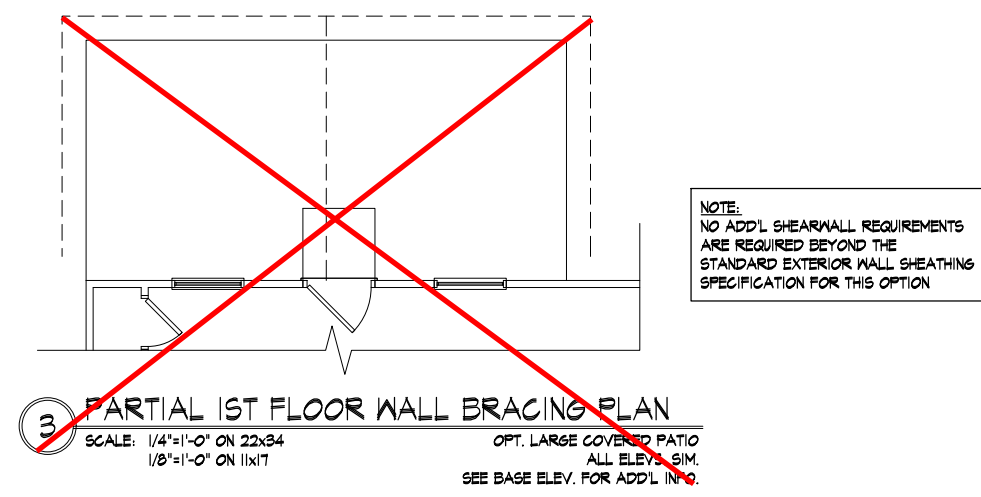 NOTE:
NO ADD'L SHEARWALL REQUIREMENTS
ARE REQUIRED BEYOND THE
STANDARD EXTERIOR WALL SHEATHING
SPECIFICATION FOR THIS OPTION
3
PARTIAL 1ST FLOOR WALL BRACING PLAN
SCALE: 1/4"=1'-0" ON 22x34
1/8"=1'-0" ON 11x17
OPT. LARGE COVERED PATIO
ALL ELEVS. SIM.
SEE BASE ELEV. FOR ADD'L INFO.